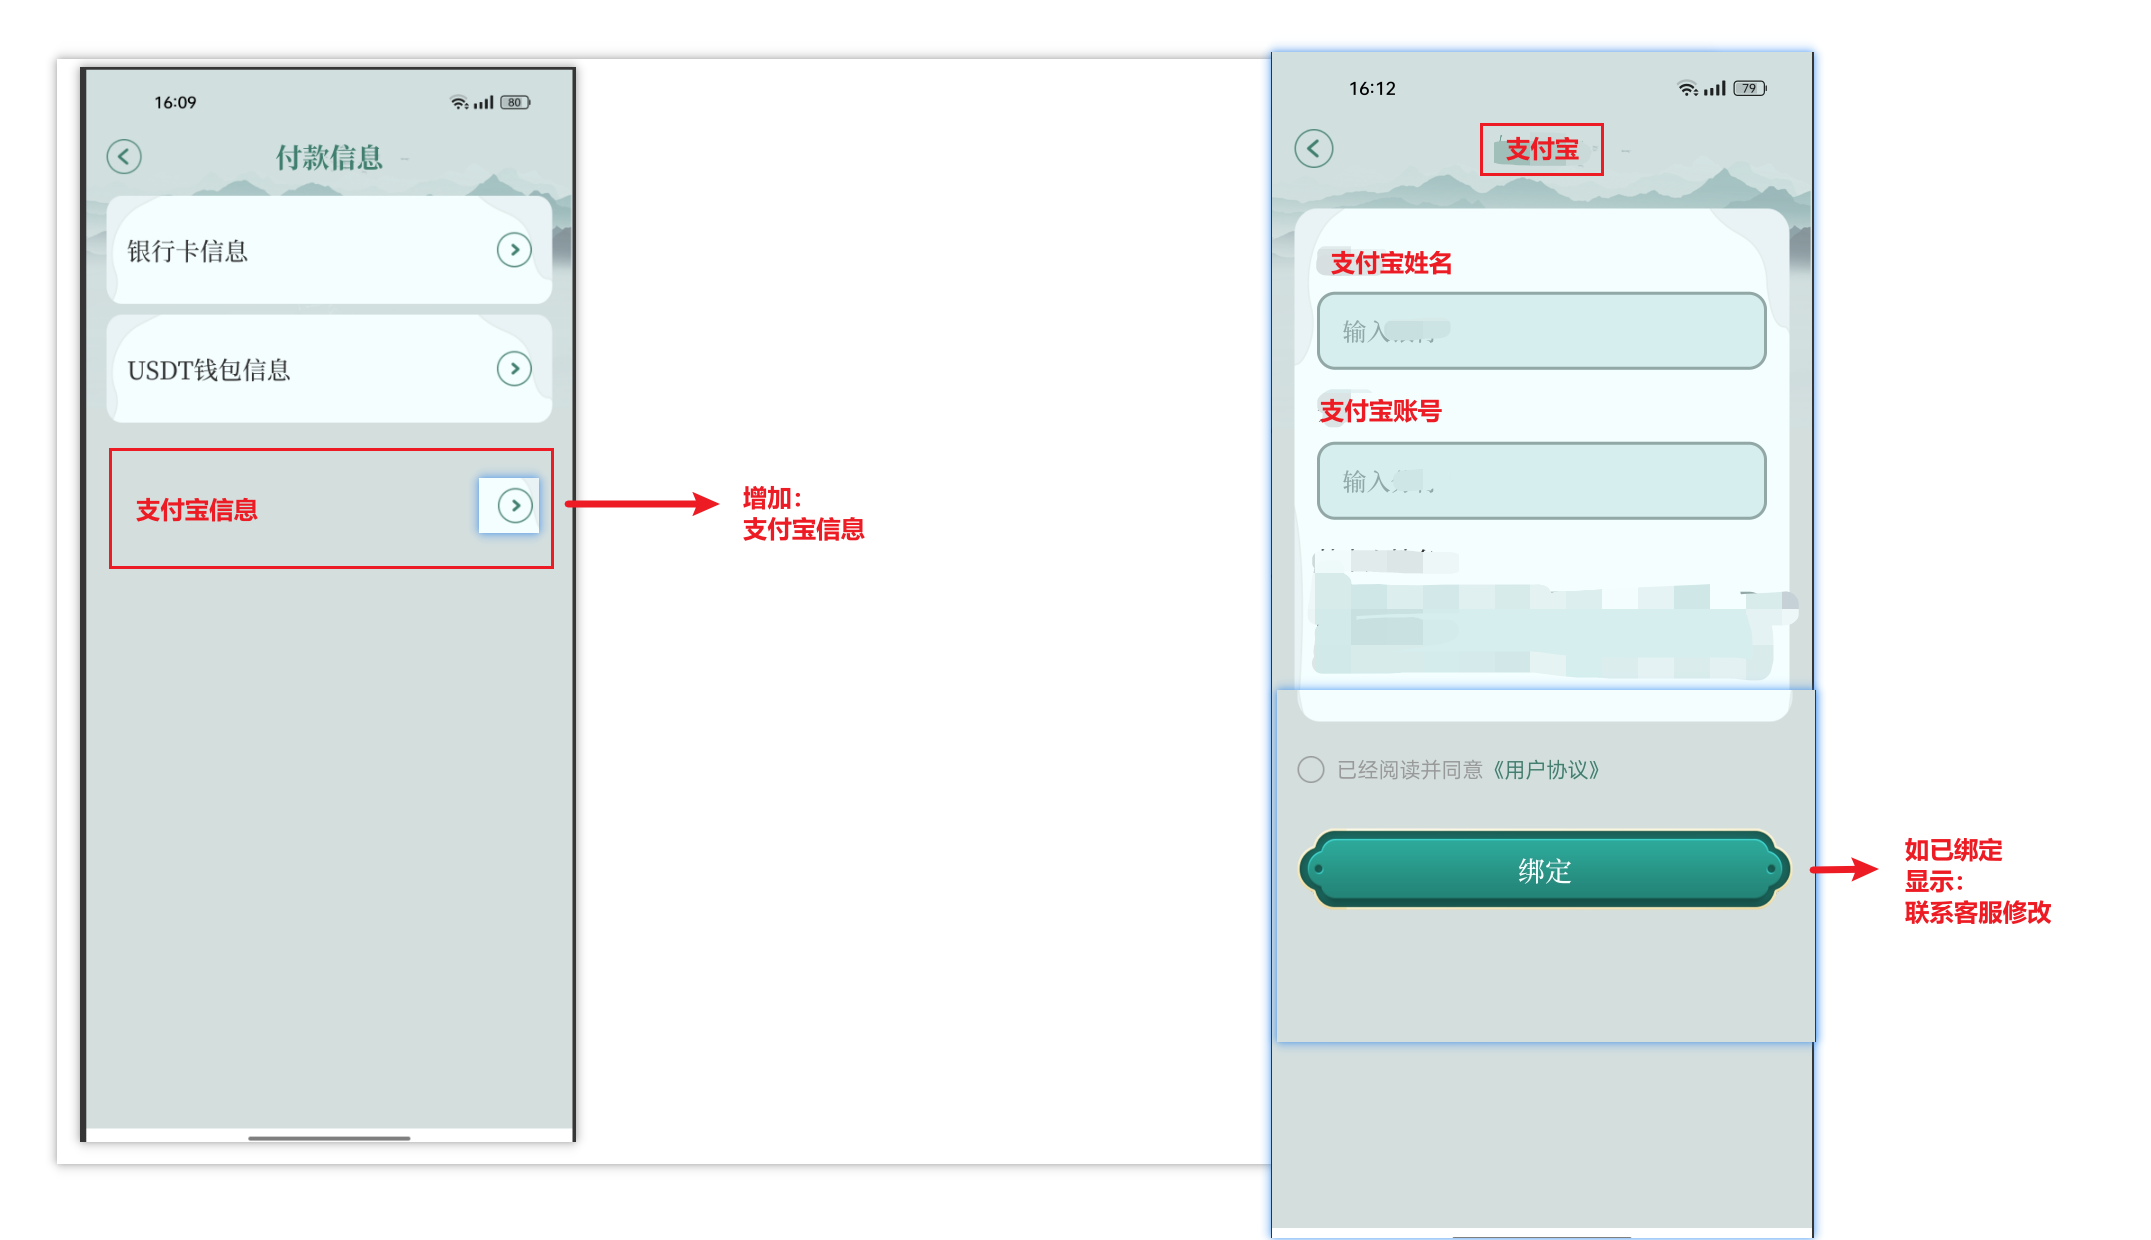 16:09
80
付款信息
银行卡信息
USDT钱包信息
支付宝信息
增加：
支付宝信息
16:12
79
支付宝
支付宝姓名
输入
支付宝账号
输入
已经阅读并同意《用户协议》
绑定
如已绑定
显示：
联系客服修改